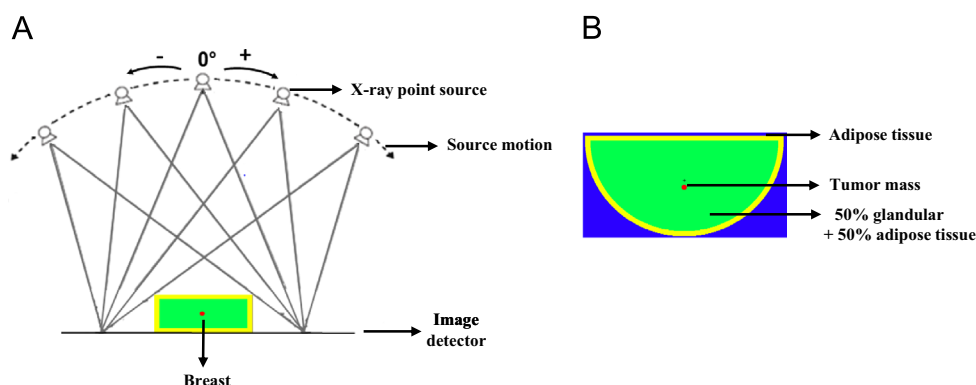 A
- 0° +
X-ray point source
Source motion
Image
detector
Breast
B
Adipose tissue
Tumor mass
50% glandular
+ 50% adipose tissue